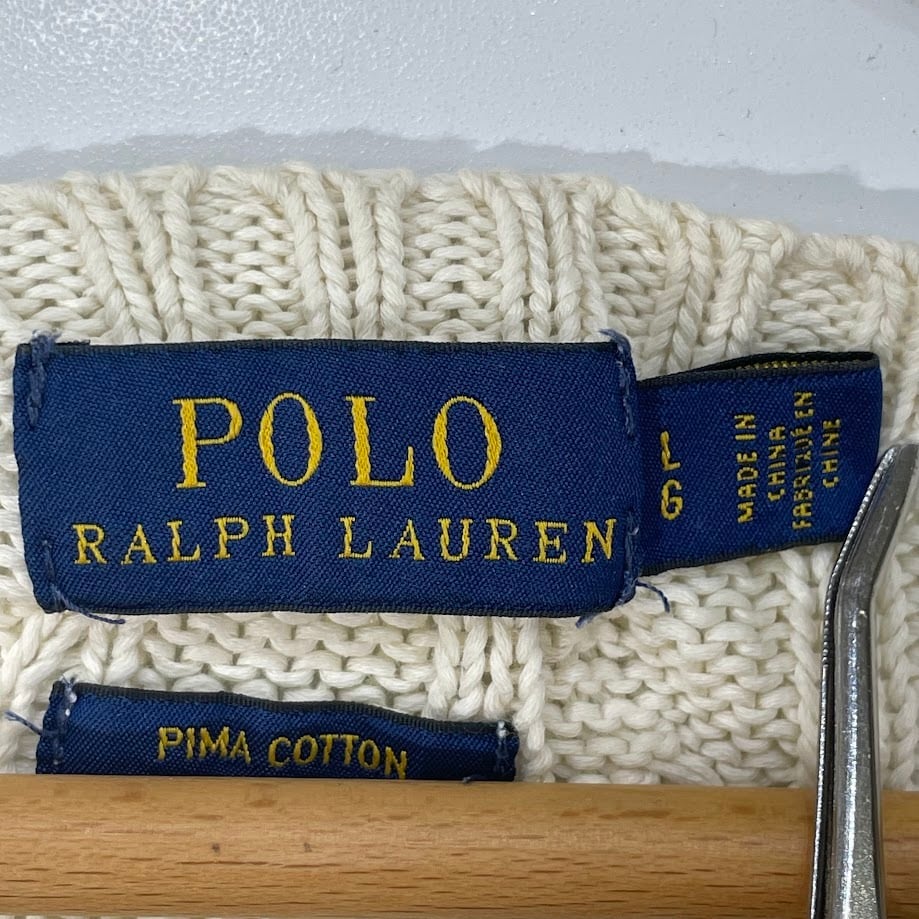 POLO
RALPH LAUREN
L
G
MADE IN
CHINA
FABRIQUÉ EN
CHINE
PIMA COTTON